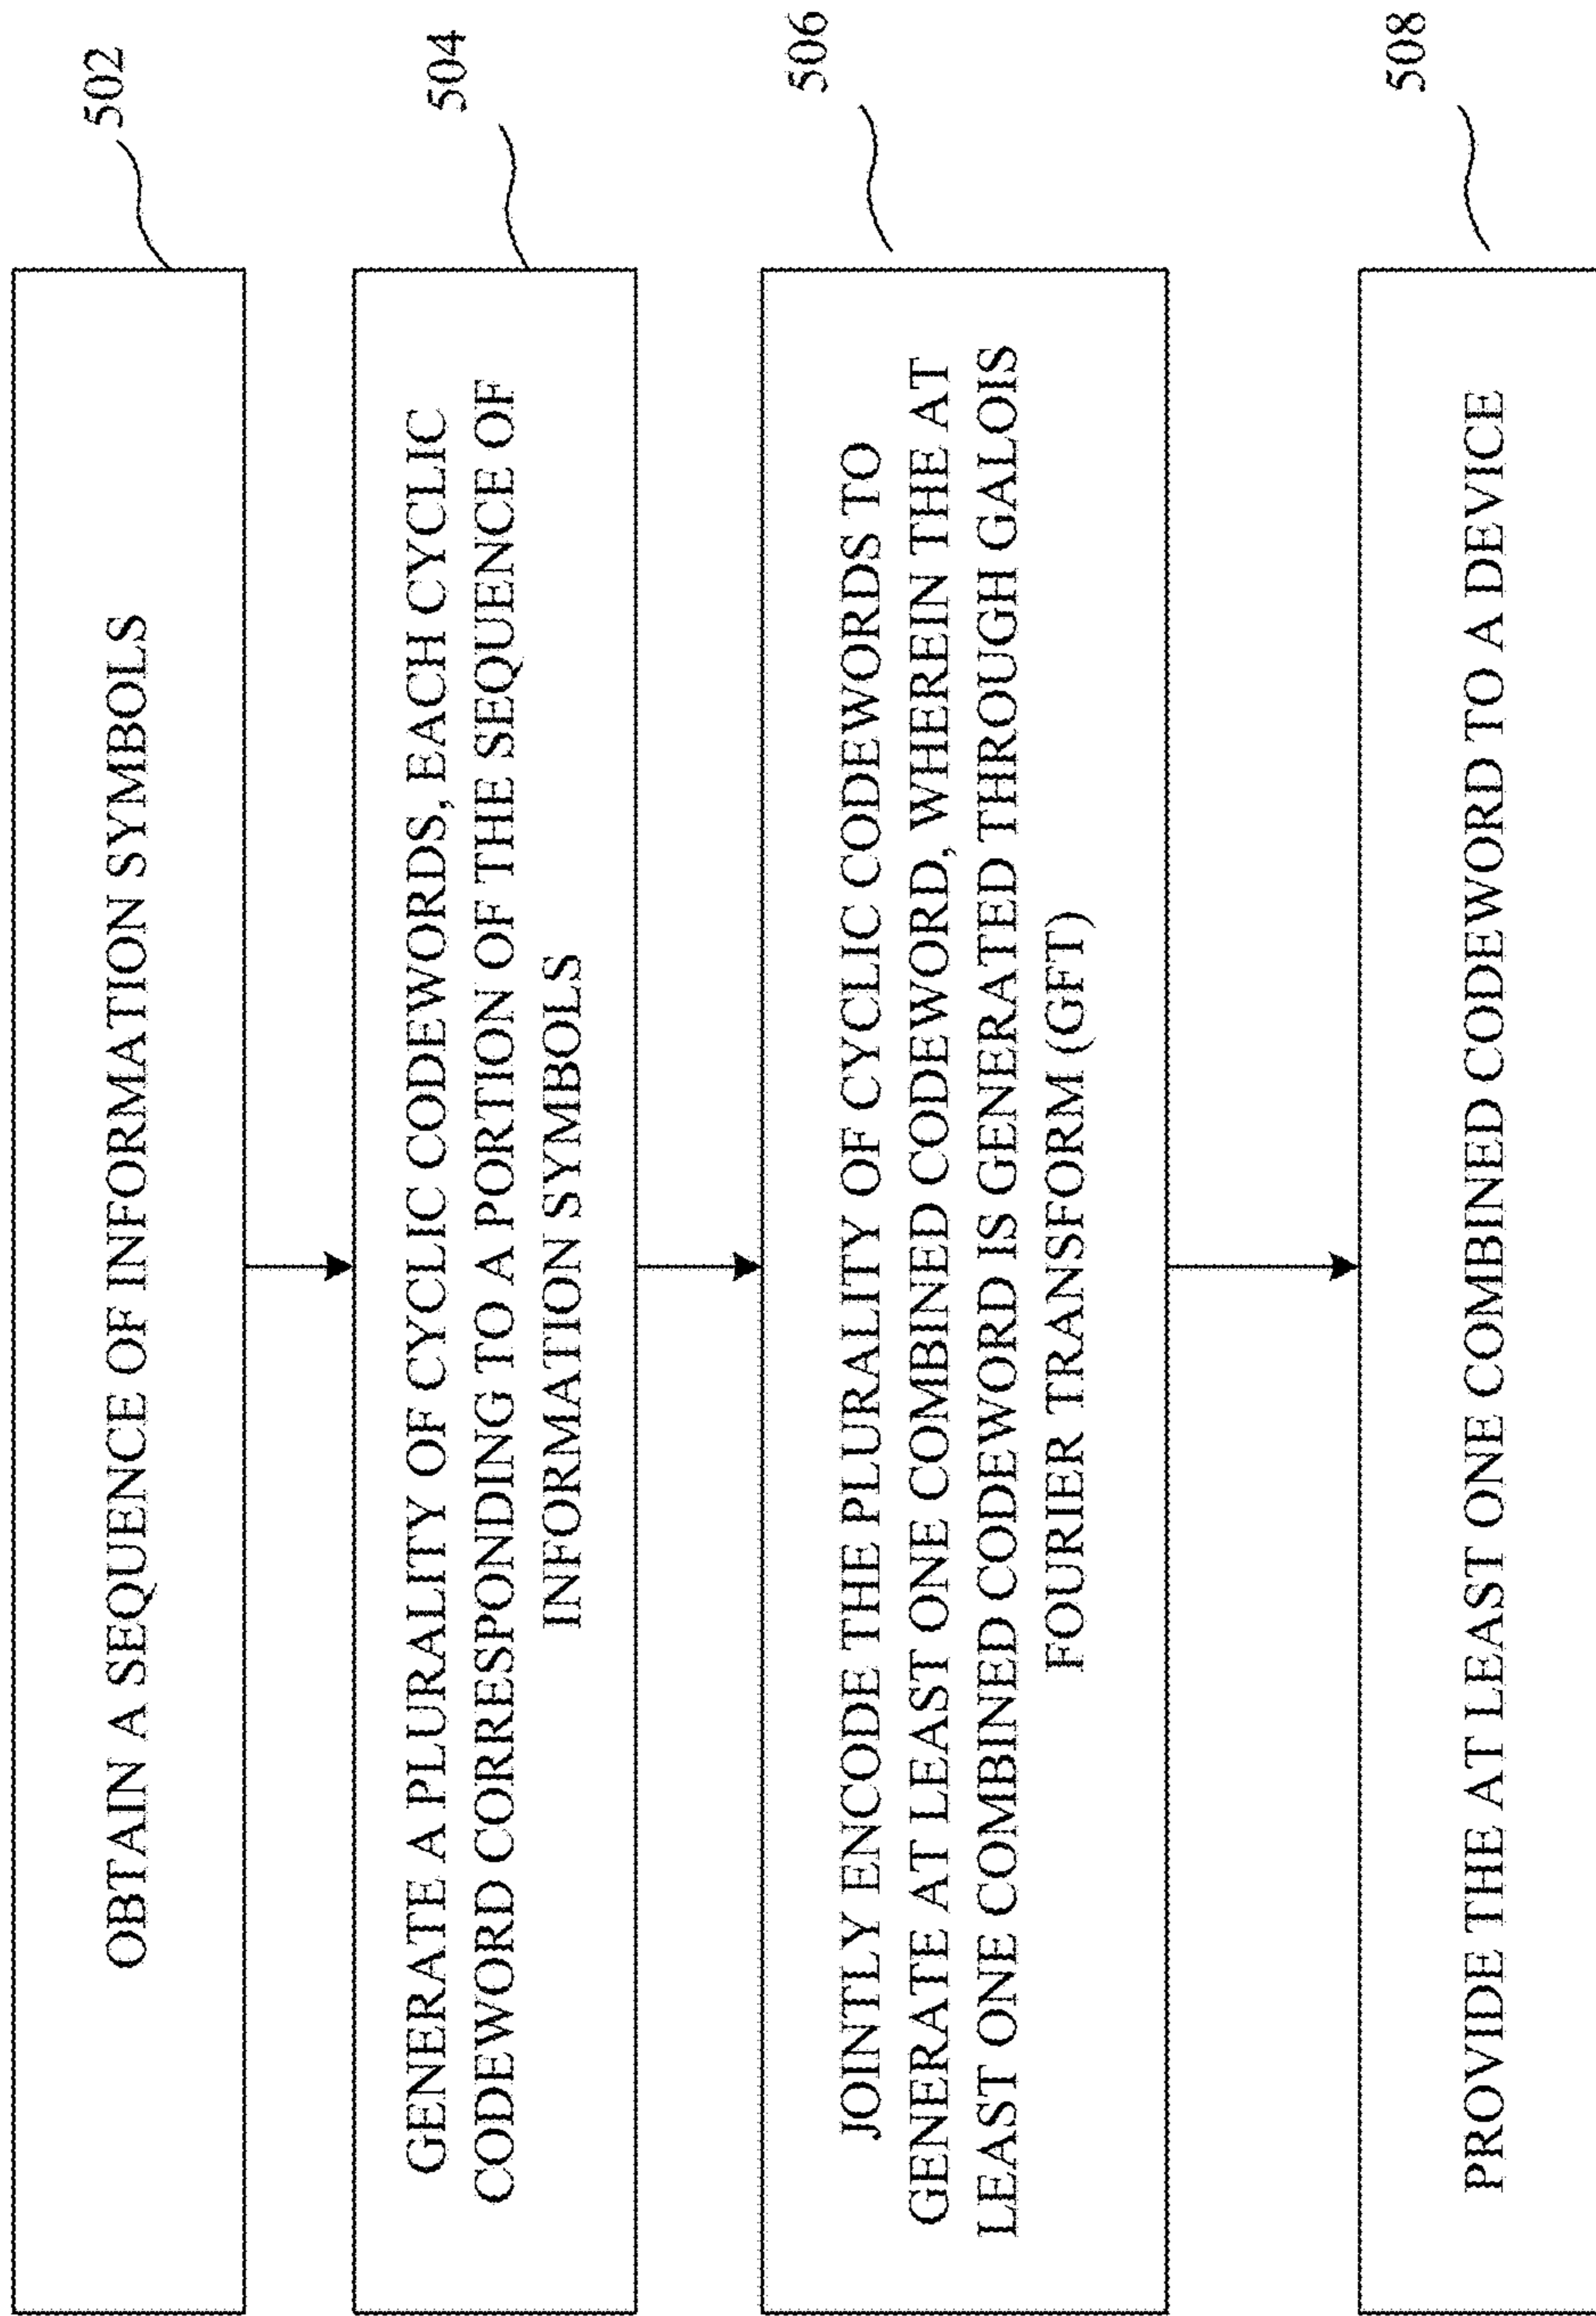 502
OBTAIN A SEQUENCE OF INFORMATION SYMBOLS
504
GENERATE A PLURALITY OF CYCLIC CODEWORDS, EACH CYCLIC
CODEWORD CORRESPONDING TO A PORTION OF THE SEQUENCE OF
INFORMATION SYMBOLS
506
JOINTLY ENCODE THE PLURALITY OF CYCLIC CODEWORDS TO
GENERATE AT LEAST ONE COMBINED CODEWORD, WHEREIN THE AT
LEAST ONE COMBINED CODEWORD IS GENERATED THROUGH GALOIS
FOURIER TRANSFORM (GFT)
508
PROVIDE THE AT LEAST ONE COMBINED CODEWORD TO A DEVICE